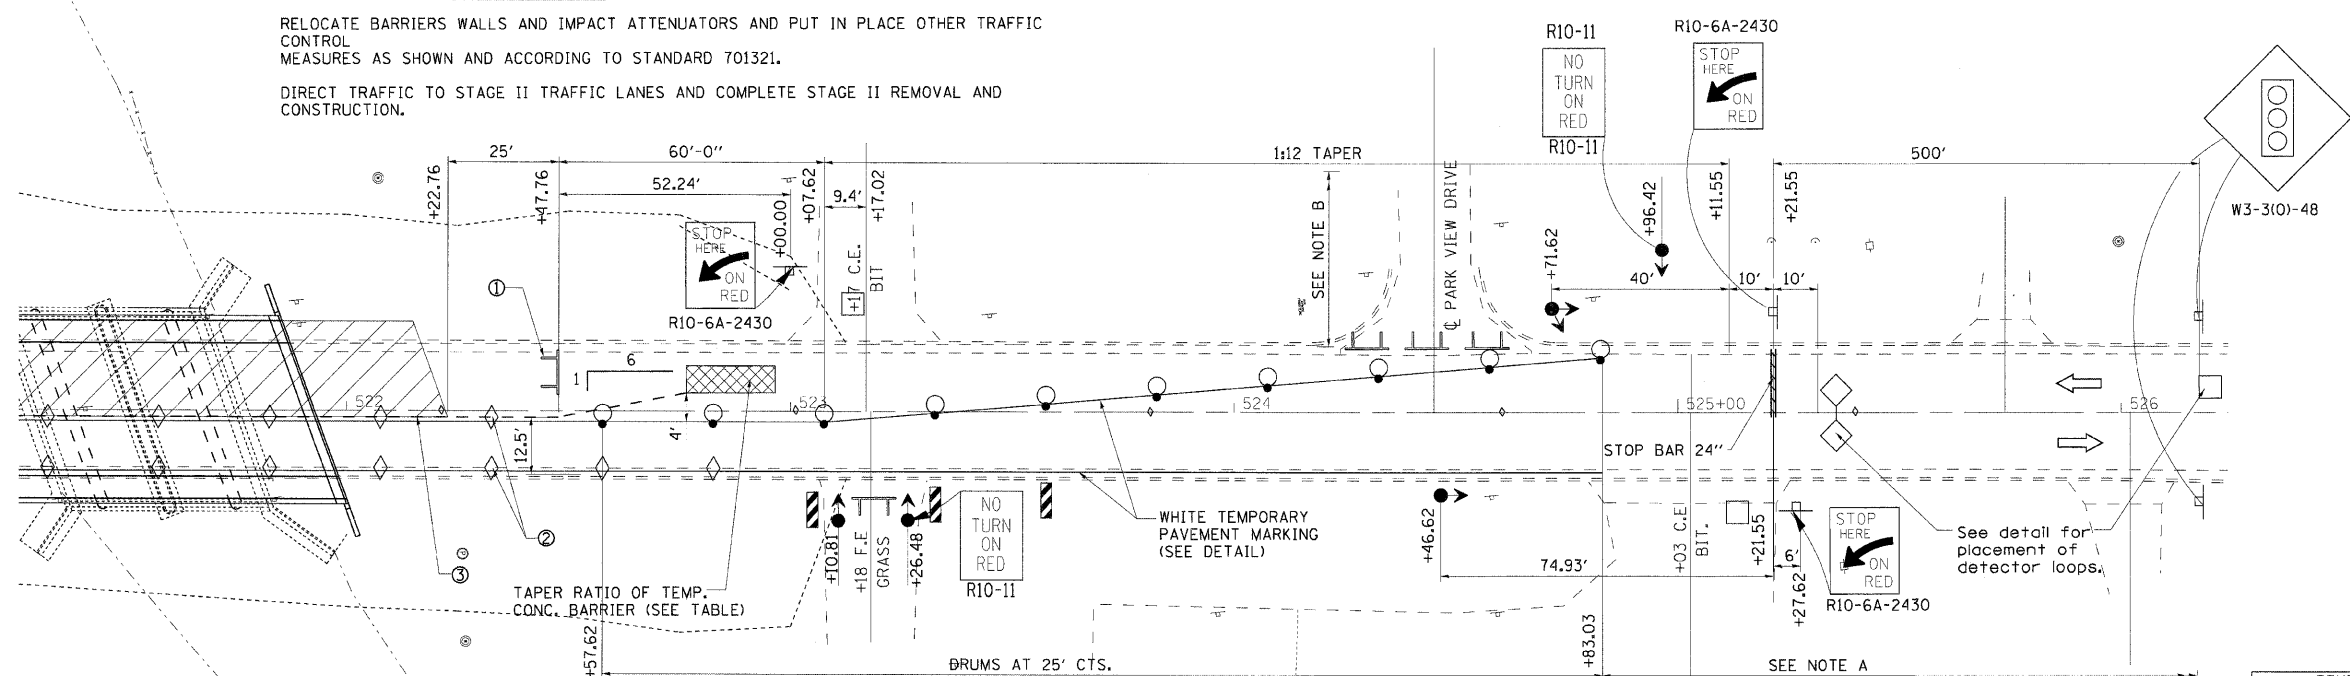 RELOCATE BARRIERS WALLS AND IMPACT ATTENUATORS AND PUT IN PLACE OTHER TRAFFIC
CONTROL
MEASURES AS SHOWN AND ACCORDING TO STANDARD 701321.
DIRECT TRAFFIC TO STAGE II TRAFFIC LANES AND COMPLETE STAGE II REMOVAL AND
CONSTRUCTION.
R10-11
NO
TURN
ON
RED
R10-11
R10-6A-2430
STOP
HERE
ON
RED
W3-3(O)-48
25'
60'-0"
1:12 TAPER
500'
52.24'
9.4'
+22.76
+47.76
+00.00
+07.62
+17.02
SEE NOTE B
℄ PARK VIEW DRIVE
+71.62
+96.42
+11.55
+21.55
40'
10'
10'
STOP
HERE
ON
RED
R10-6A-2430
+17 C.E.
BIT
1
6
1
522
523
524
525+00
526
4'
12.5'
STOP BAR 24"
2
3
TAPER RATIO OF TEMP.
CONC. BARRIER (SEE TABLE)
+10.81
+18 F.E
GRASS
+26.48
NO
TURN
ON
RED
R10-11
WHITE TEMPORARY
PAVEMENT MARKING
(SEE DETAIL)
+46.62
74.93'
+03 C.E
BIT.
+21.55
6'
+27.62
STOP
HERE
ON
RED
R10-6A-2430
See detail for
placement of
detector loops.
+57.62
DRUMS AT 25' CTS.
+83.03
SEE NOTE A